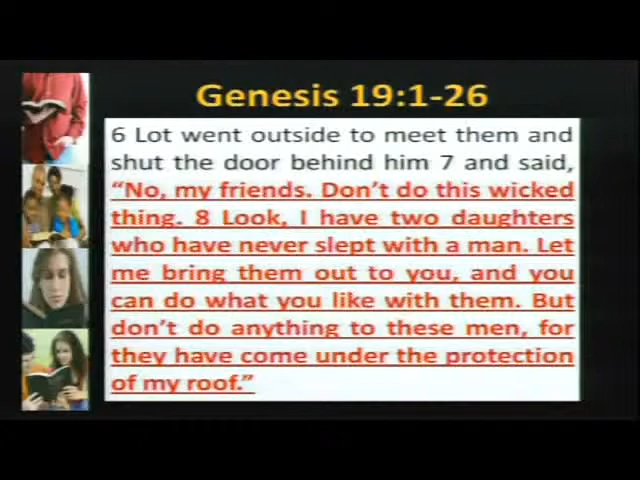 Genesis 19:1-26
6 Lot went outside to meet them and
shut the door behind him 7 and said,
“No, my friends. Don’t do this wicked
thing. 8 Look, I have two daughters
who have never slept with a man. Let
me bring them out to you, and you
can do what you like with them. But
don’t do anything to these men, for
they have come under the protection
of my roof.”